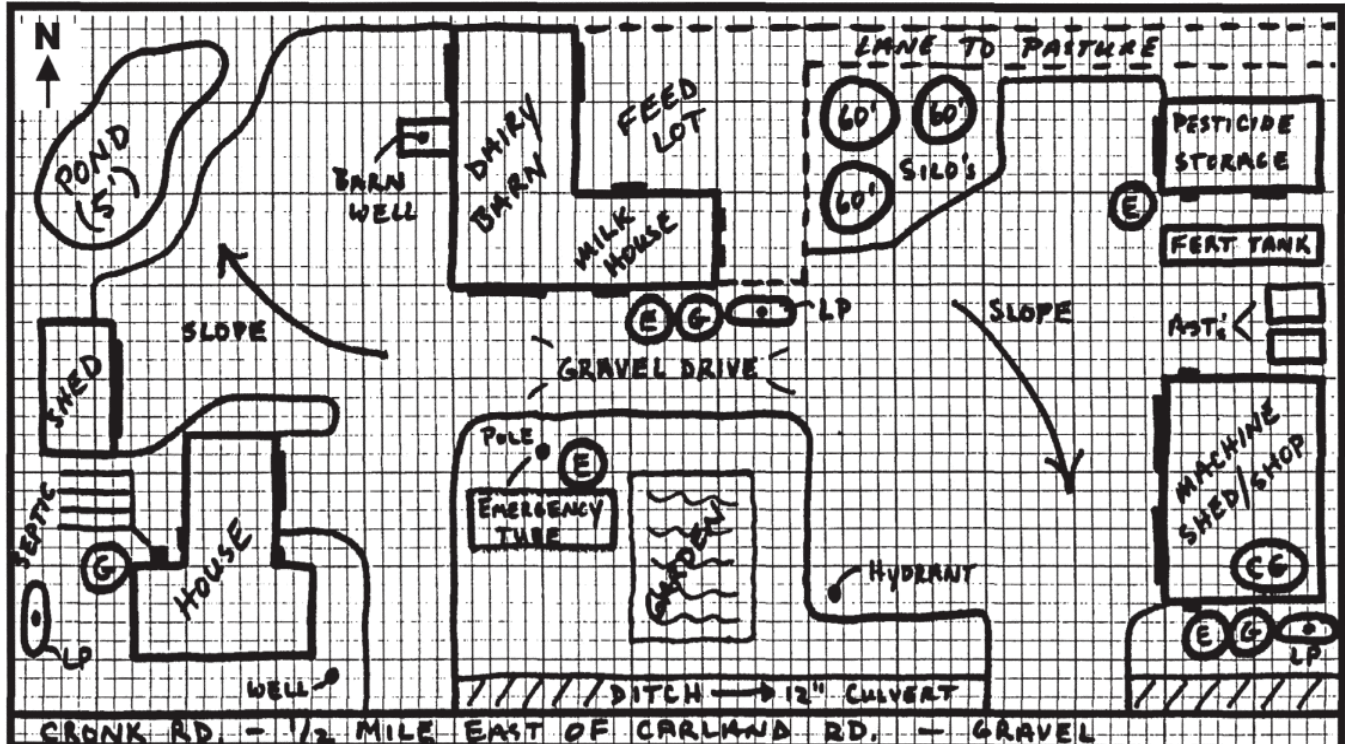 N
LANE TO PASTURE
POND
5'
BARN
WELL
DAIRY
BARN
FEED
LOT
MILK
HOUSE
60'
60'
60'
SILO'S
PESTICIDE
STORAGE
E
FERT TANK
AST'S
SLOPE
E
G
LP
SLOPE
GRAVEL DRIVE
SHED
POLE
E
EMERGENCY
TUBE
GARDEN
HYDRANT
MACHINE
SHED/SHOP
CG
E
G
LP
SEPTIC
G
HOUSE
LP
WELL
DITCH → 12" CULVERT
CRONK RD. - 1/2 MILE EAST OF CARLAND RD. - GRAVEL